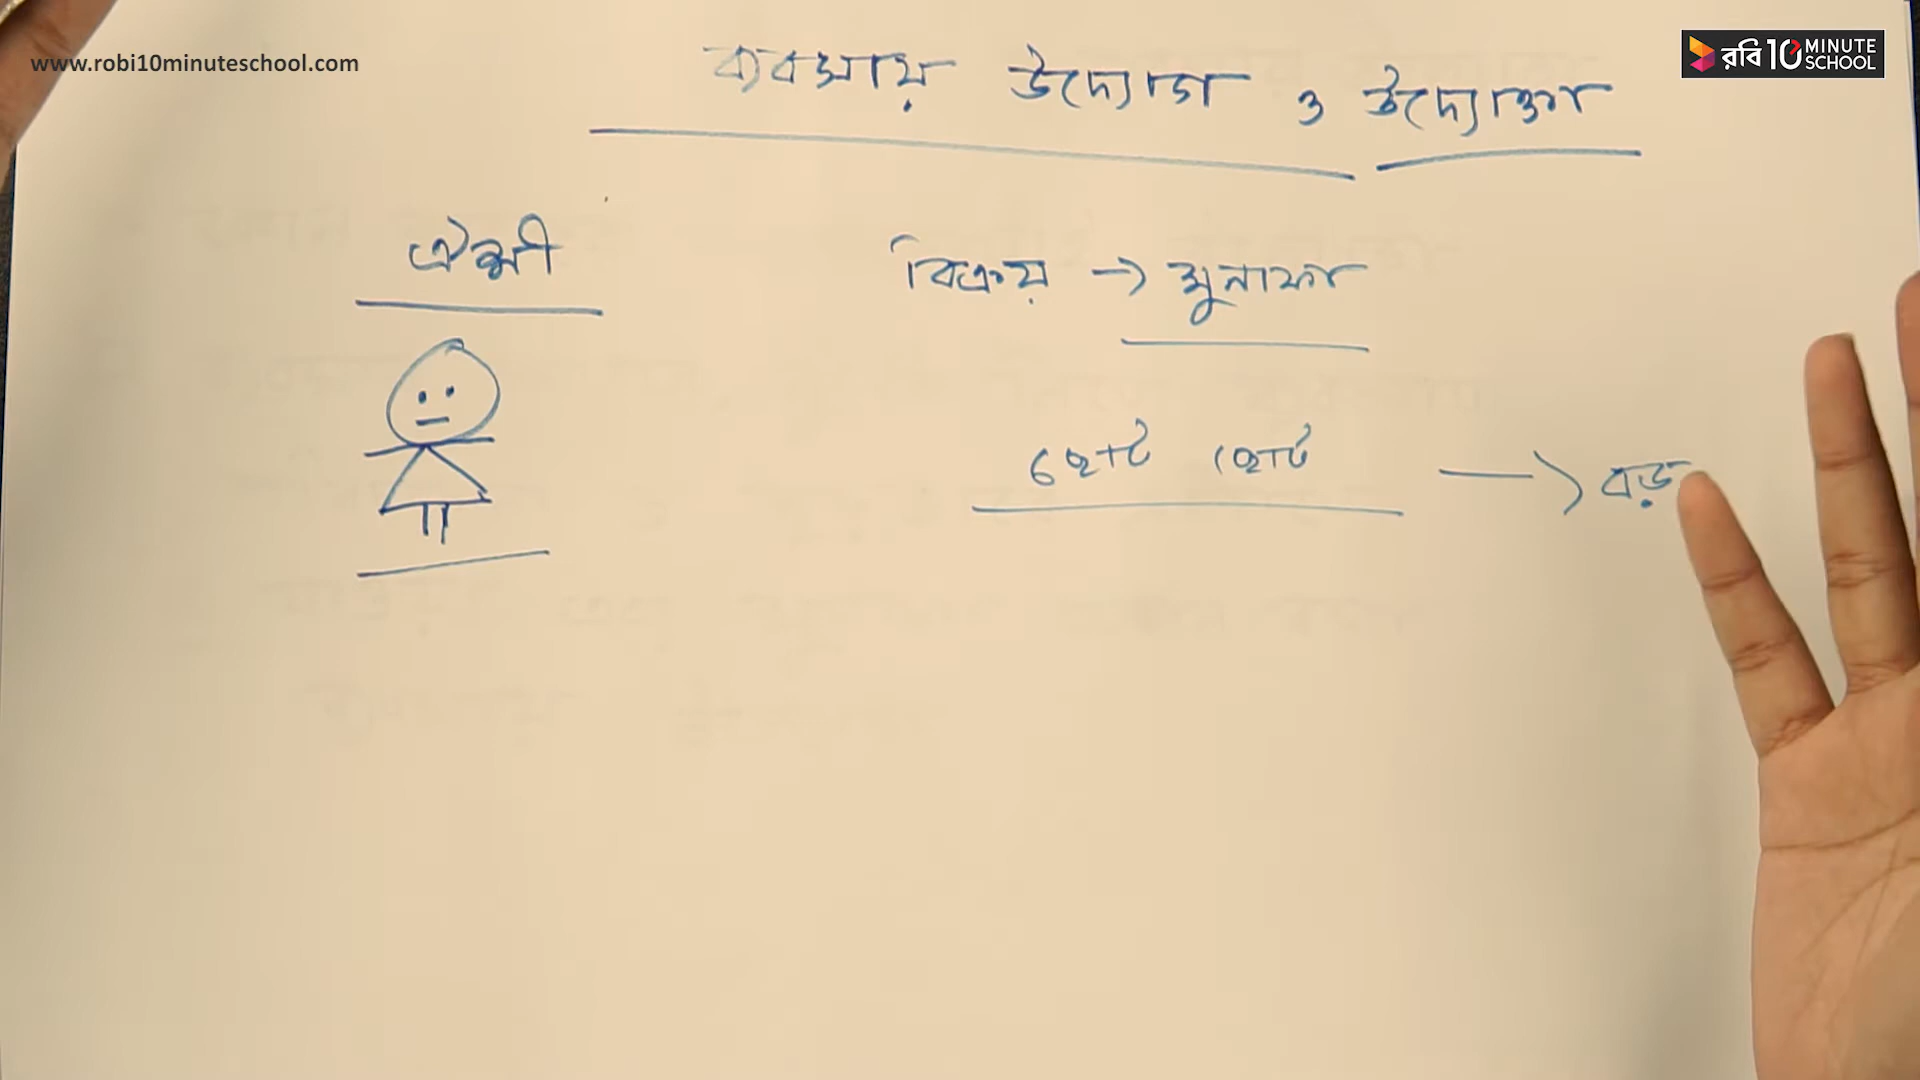 www.robi10minuteschool.com
রবি 10 MINUTE SCHOOL
ব্যবসায় উদ্যোগ ও উদ্যোক্তা
বিক্রয় → মুনাফা
ছোট ছোট → বড়